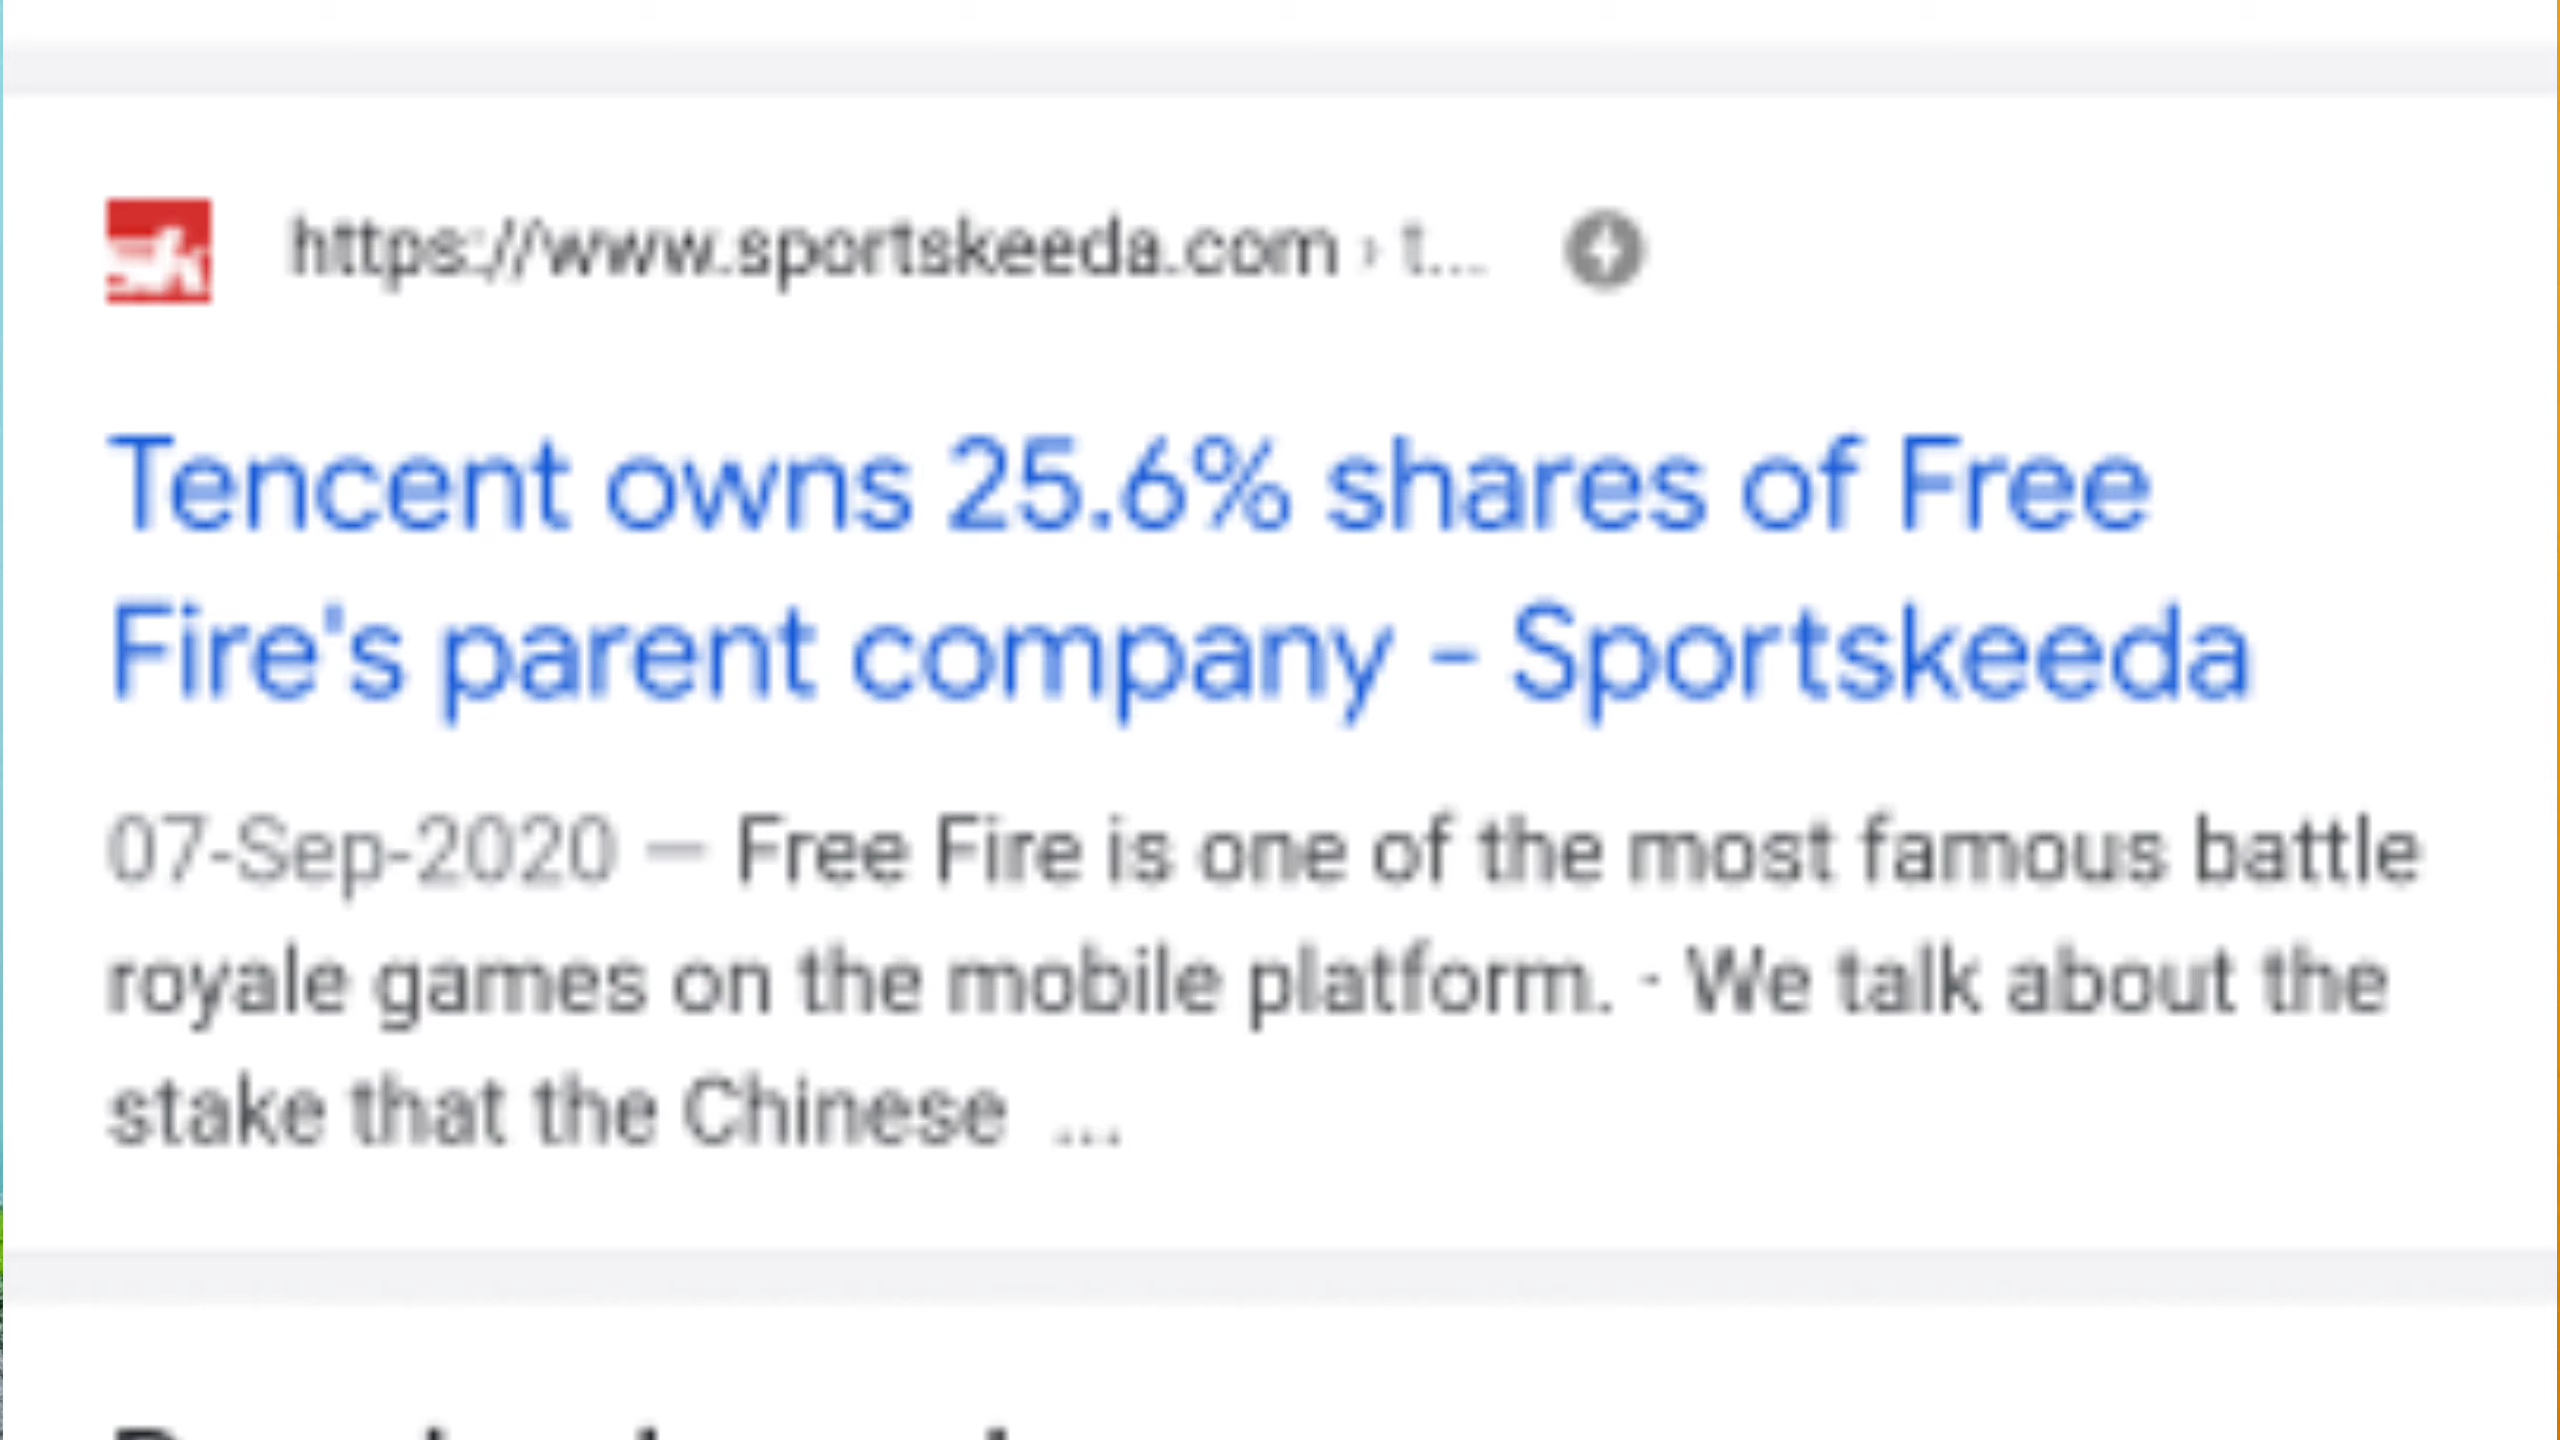 https://www.sportskeeda.com › t...
Tencent owns 25.6% shares of Free
Fire's parent company - Sportskeeda
07-Sep-2020 — Free Fire is one of the most famous battle
royale games on the mobile platform. · We talk about the
stake that the Chinese ...